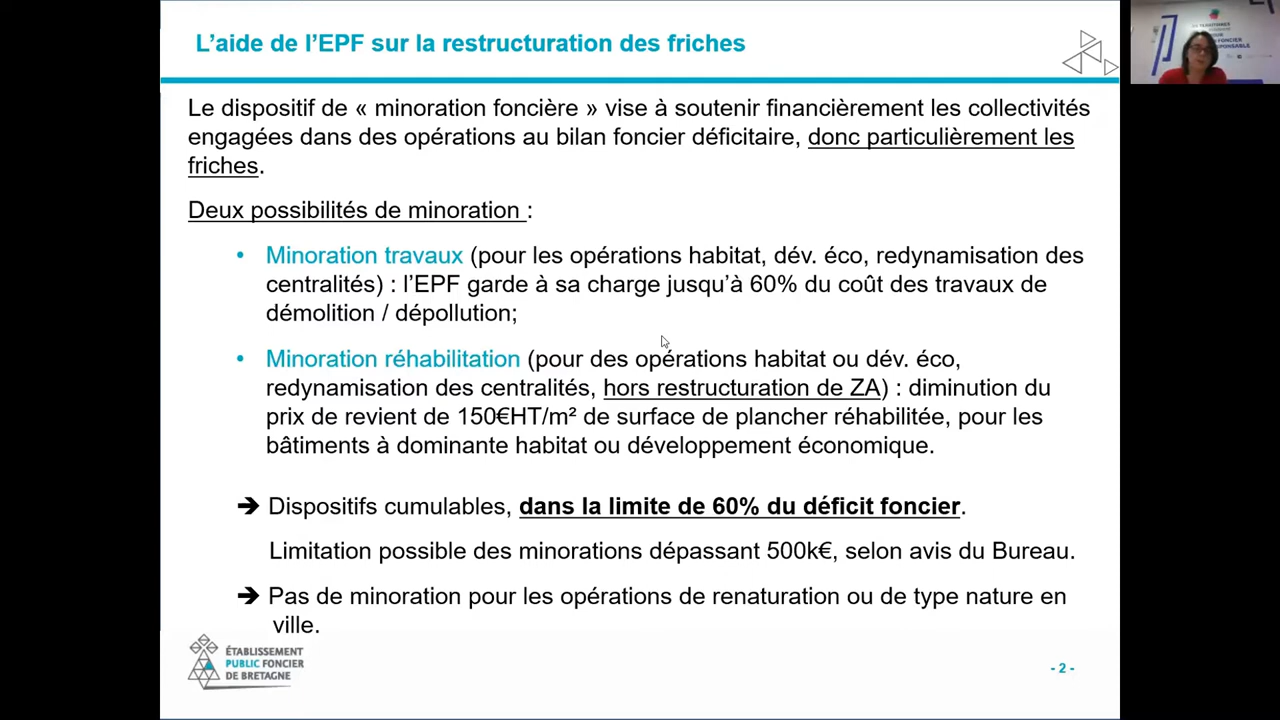 L’aide de l’EPF sur la restructuration des friches
Le dispositif de « minoration foncière » vise à soutenir financièrement les collectivités
engagées dans des opérations au bilan foncier déficitaire, donc particulièrement les
friches.
Deux possibilités de minoration :
• Minoration travaux (pour les opérations habitat, dév. éco, redynamisation des
centralités) : l’EPF garde à sa charge jusqu’à 60% du coût des travaux de
démolition / dépollution;
• Minoration réhabilitation (pour des opérations habitat ou dév. éco,
redynamisation des centralités, hors restructuration de ZA) : diminution du
prix de revient de 150€HT/m² de surface de plancher réhabilitée, pour les
bâtiments à dominante habitat ou développement économique.
➔ Dispositifs cumulables, dans la limite de 60% du déficit foncier.
Limitation possible des minorations dépassant 500k€, selon avis du Bureau.
➔ Pas de minoration pour les opérations de renaturation ou de type nature en
ville.
ÉTABLISSEMENT
PUBLIC FONCIER
DE BRETAGNE
- 2 -
TERRITOIRES
FONCIER